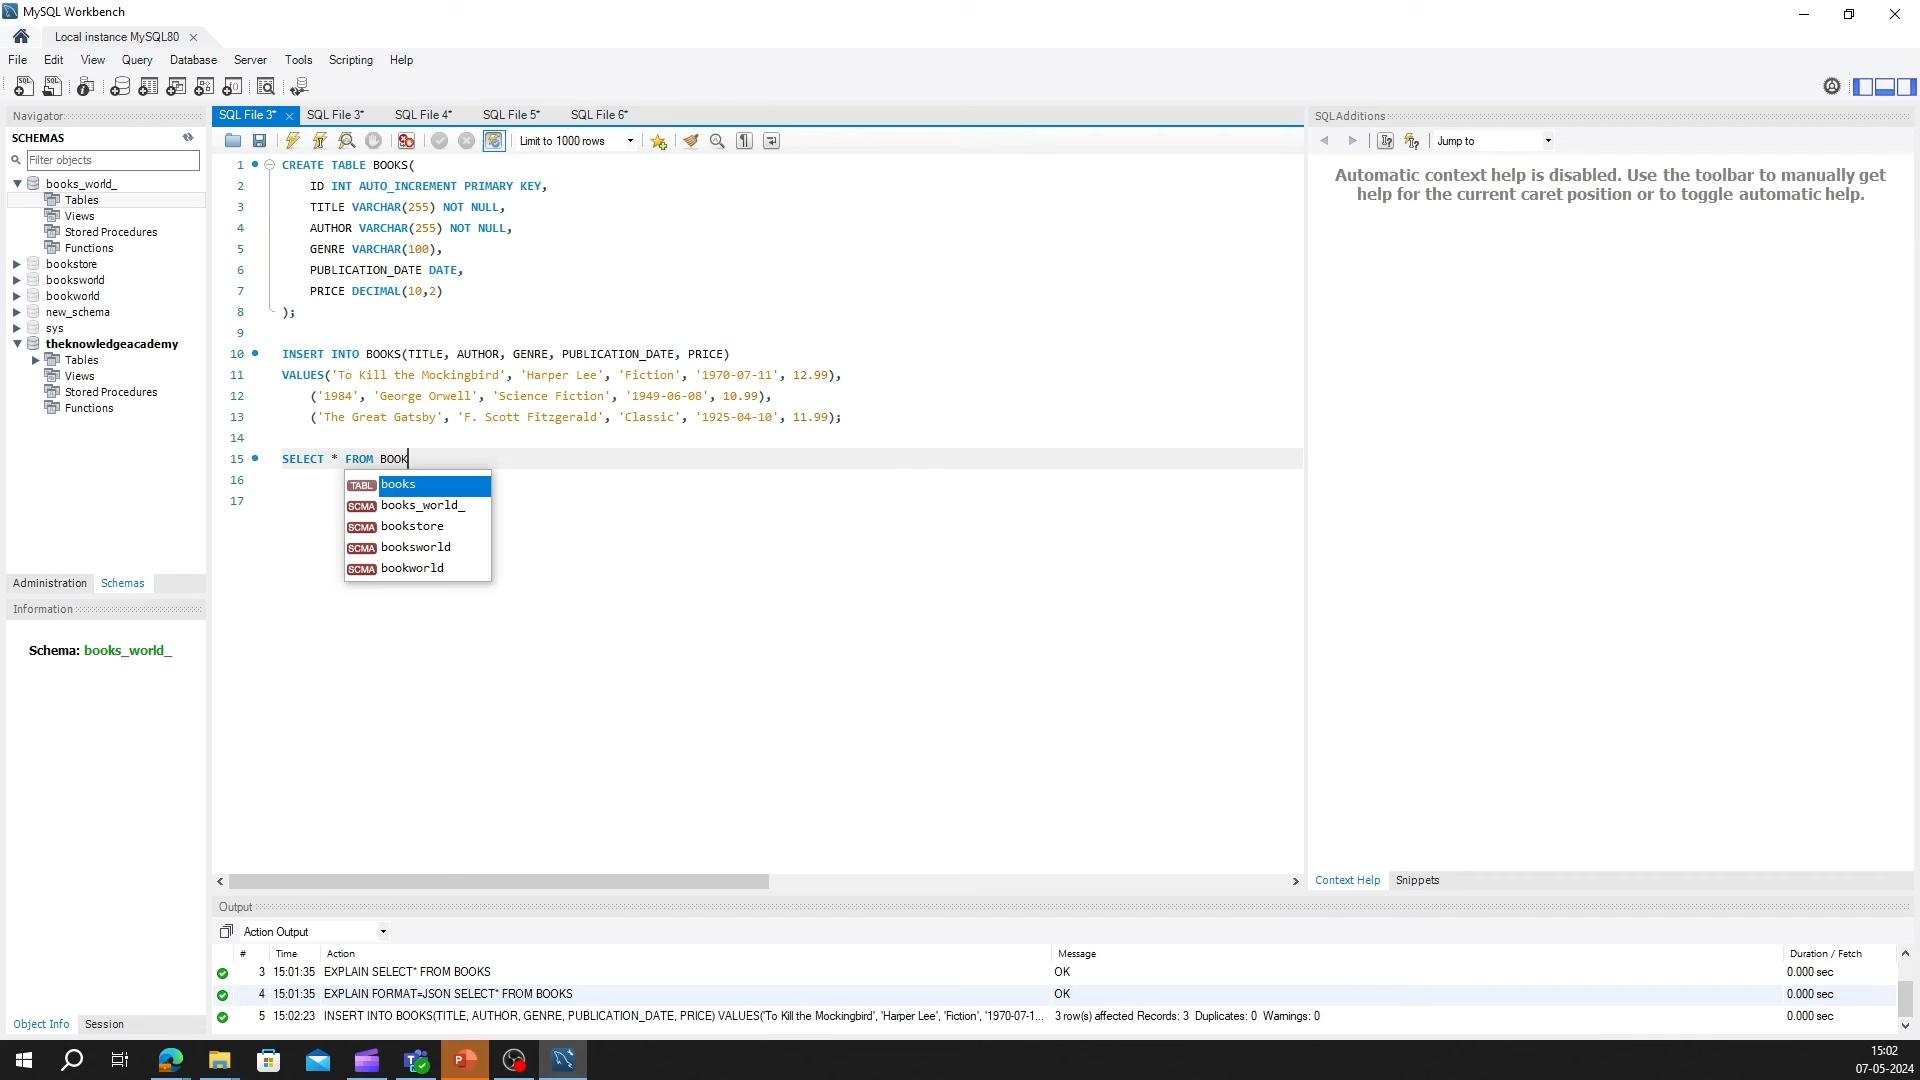 MySQL Workbench
Local instance MySQL80
File Edit View Query Database Server Tools Scripting Help
Navigator
SCHEMAS
Filter objects
books_world_
Tables
Views
Stored Procedures
Functions
bookstore
booksworld
bookworld
new_schema
sys
theknowledgeacademy
Tables
Views
Stored Procedures
Functions
Administration Schemas
Information
Schema: books_world_
Object Info Session
SQL File 3* SQL File 3* SQL File 4* SQL File 5* SQL File 6*
Limit to 1000 rows
1 CREATE TABLE BOOKS(
2 ID INT AUTO_INCREMENT PRIMARY KEY,
3 TITLE VARCHAR(255) NOT NULL,
4 AUTHOR VARCHAR(255) NOT NULL,
5 GENRE VARCHAR(100),
6 PUBLICATION_DATE DATE,
7 PRICE DECIMAL(10,2)
8 );
9
10 INSERT INTO BOOKS(TITLE, AUTHOR, GENRE, PUBLICATION_DATE, PRICE)
11 VALUES('To Kill the Mockingbird', 'Harper Lee', 'Fiction', '1970-07-11', 12.99),
12 ('1984', 'George Orwell', 'Science Fiction', '1949-06-08', 10.99),
13 ('The Great Gatsby', 'F. Scott Fitzgerald', 'Classic', '1925-04-10', 11.99);
14
15 SELECT * FROM BOOK
16
17
TABL books
SCMA books_world_
SCMA bookstore
SCMA booksworld
SCMA bookworld
SQLAdditions
Jump to
Automatic context help is disabled. Use the toolbar to manually get
help for the current caret position or to toggle automatic help.
Context Help Snippets
Output
Action Output
# Time Action Message Duration / Fetch
3 15:01:35 EXPLAIN SELECT* FROM BOOKS OK 0.000 sec
4 15:01:35 EXPLAIN FORMAT=JSON SELECT* FROM BOOKS OK 0.000 sec
5 15:02:23 INSERT INTO BOOKS(TITLE, AUTHOR, GENRE, PUBLICATION_DATE, PRICE) VALUES('To Kill the Mockingbird', 'Harper Lee', 'Fiction', '1970-07-1... 3 row(s) affected Records: 3 Duplicates: 0 Warnings: 0 0.000 sec
15:02
07-05-2024